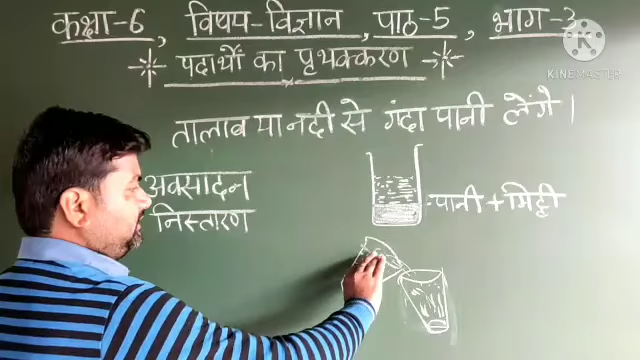 कक्षा-6, विषय-विज्ञान, पाठ-5, भाग-3
पदार्थों का पृथक्करण
तालाब या नदी से गंदा पानी लेंगे।
अवसादन
निस्तारण
पानी + मिट्टी
KINEMASTER